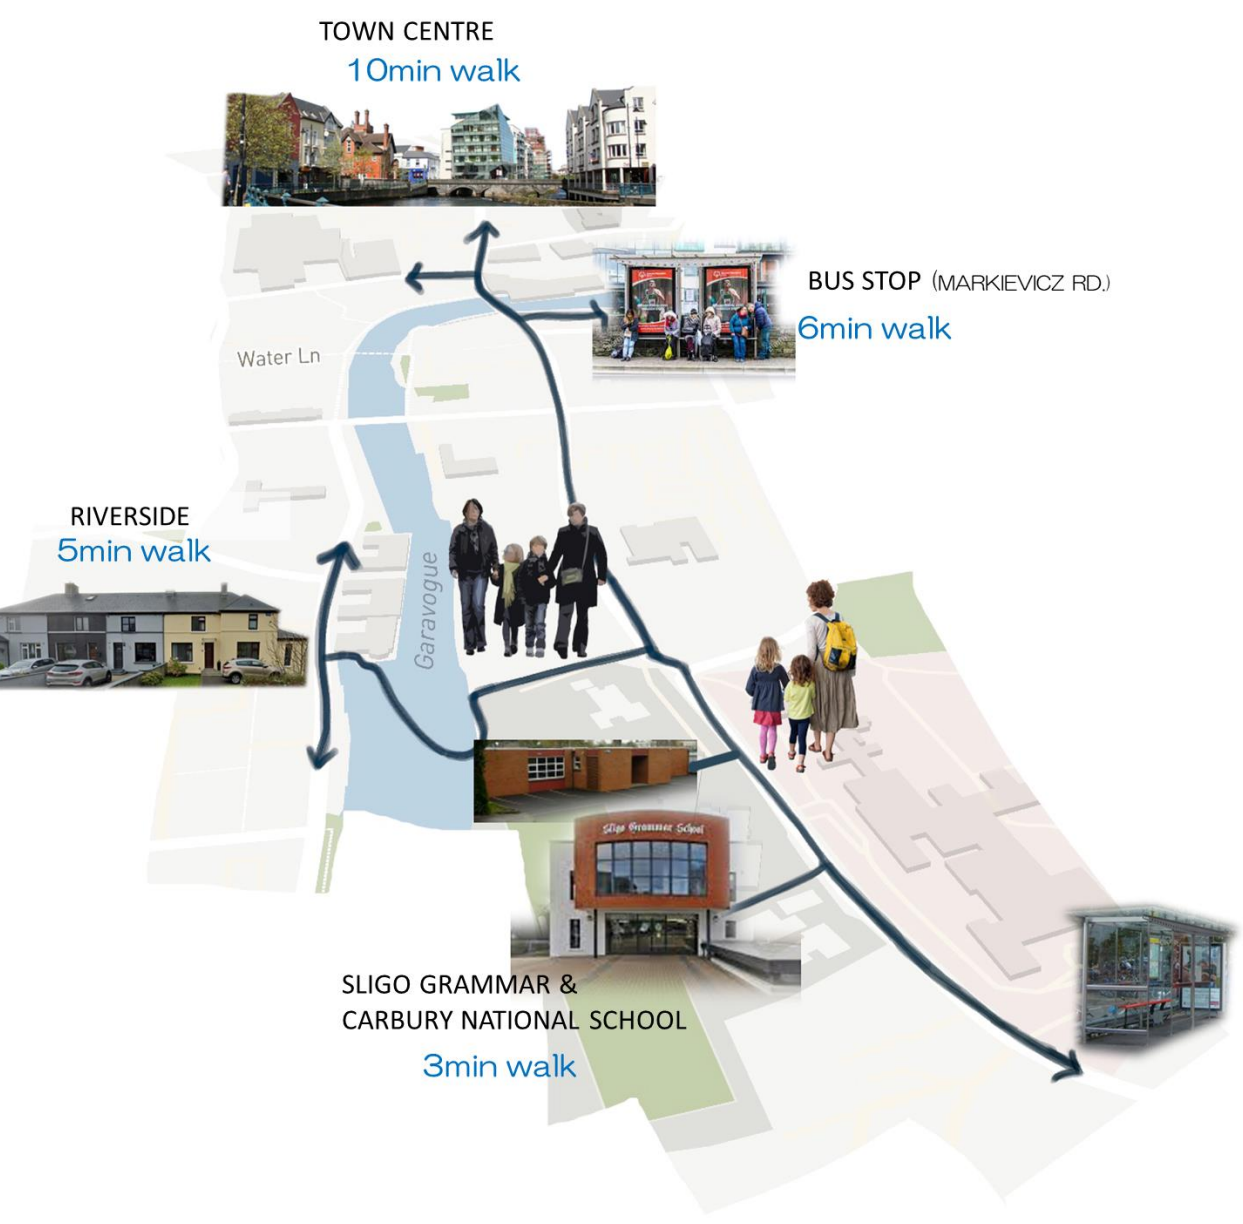 TOWN CENTRE
10min walk
BUS STOP (MARKIEVICZ RD.)
6min walk
Water Ln
RIVERSIDE
5min walk
Garavogue
Sligo Grammar School
SLIGO GRAMMAR &
CARBURY NATIONAL SCHOOL
3min walk